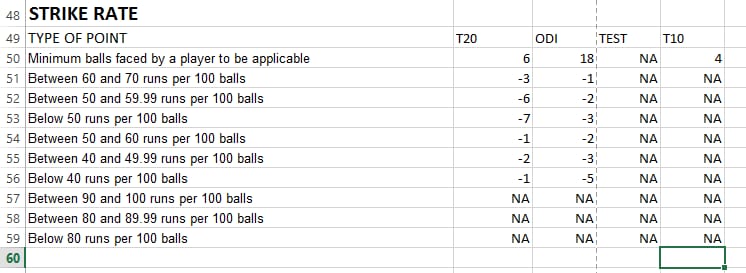 48 STRIKE RATE
49 TYPE OF POINT T20 ODI TEST T10
50 Minimum balls faced by a player to be applicable 6 18 NA 4
51 Between 60 and 70 runs per 100 balls -3 -1 NA NA
52 Between 50 and 59.99 runs per 100 balls -6 -2 NA NA
53 Below 50 runs per 100 balls -7 -3 NA NA
54 Between 50 and 60 runs per 100 balls -1 -2 NA NA
55 Between 40 and 49.99 runs per 100 balls -2 -3 NA NA
56 Below 40 runs per 100 balls -1 -5 NA NA
57 Between 90 and 100 runs per 100 balls NA NA NA NA
58 Between 80 and 89.99 runs per 100 balls NA NA NA NA
59 Below 80 runs per 100 balls NA NA NA NA
60